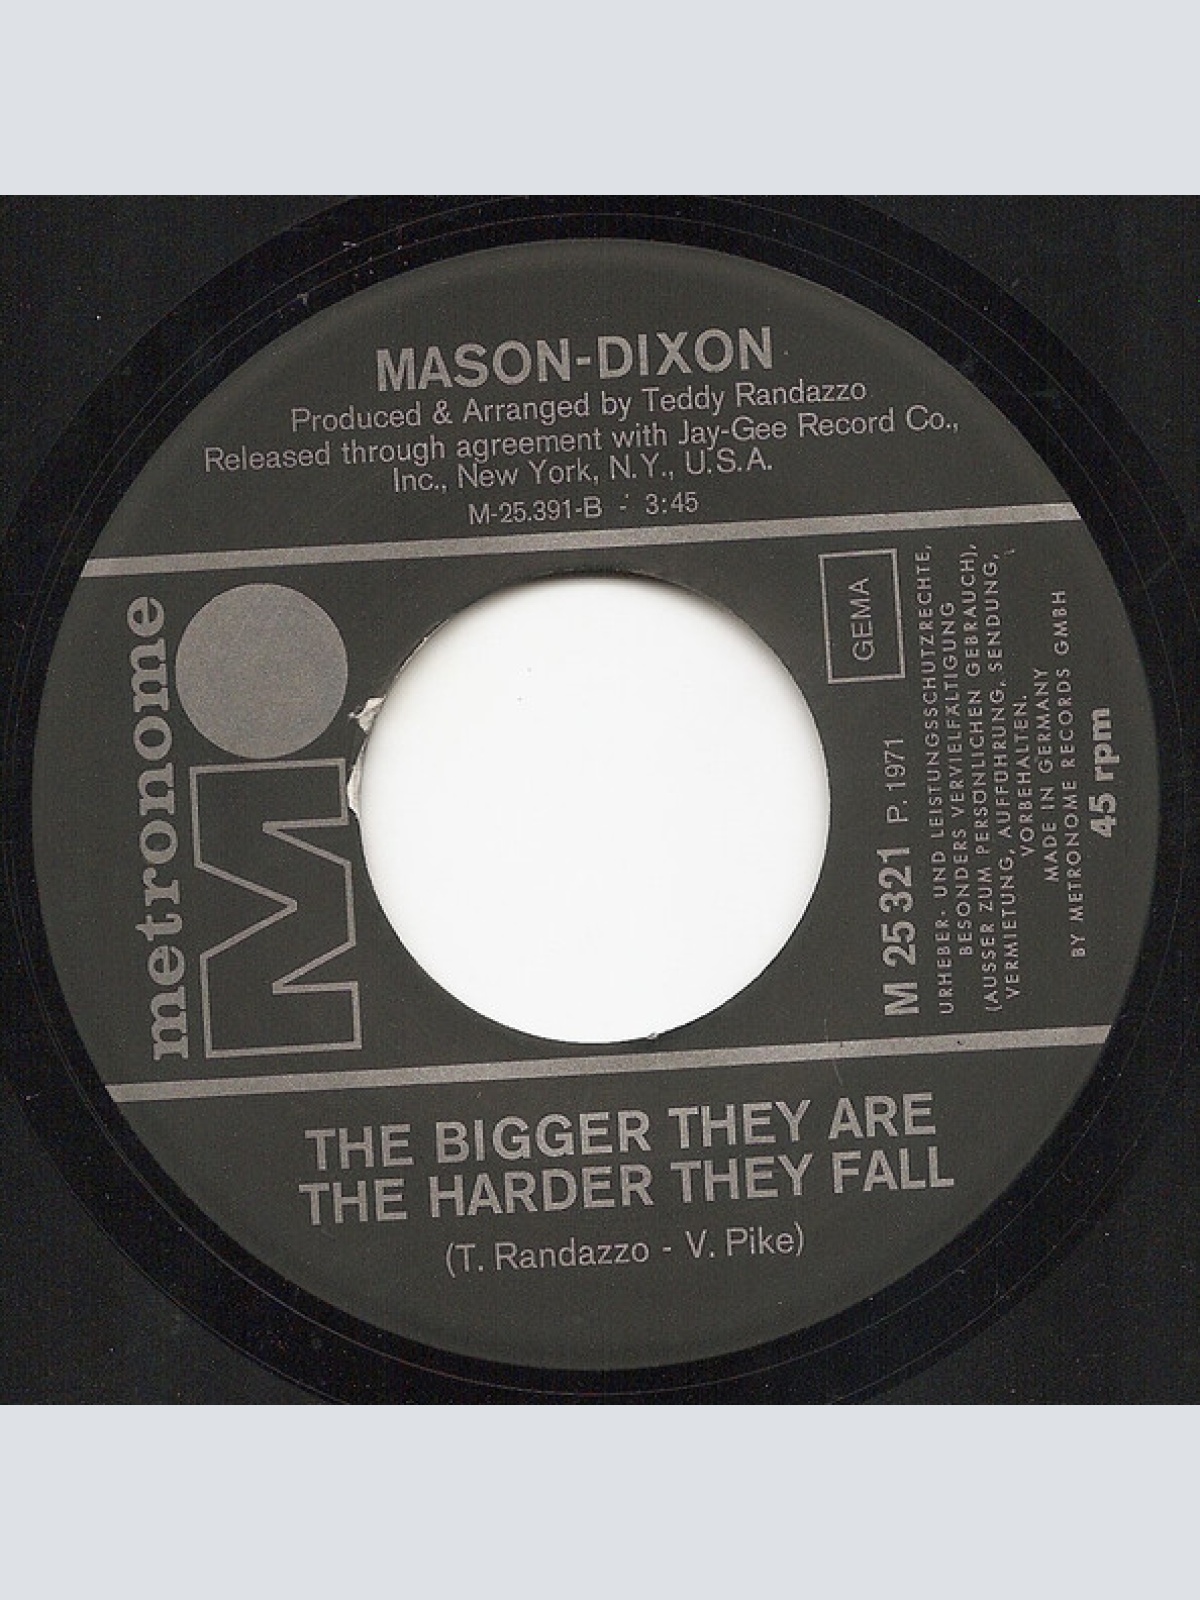 MASON-DIXON
Produced & Arranged by Teddy Randazzo
Released through agreement with Jay-Gee Record Co.,
Inc., New York, N.Y., U.S.A.
M-25.391-B - 3:45
metronome
M
GEMA
M 25 321 P. 1971
URHEBER- UND LEISTUNGSSCHUTZRECHTE,
BESONDERS VERVIELFÄLTIGUNG
(AUSSER ZUM PERSÖNLICHEN GEBRAUCH),
VERMIETUNG, AUFFÜHRUNG, SENDUNG,
VORBEHALTEN.
MADE IN GERMANY
BY METRONOME RECORDS GMBH
45 rpm
THE BIGGER THEY ARE
THE HARDER THEY FALL
(T. Randazzo - V. Pike)